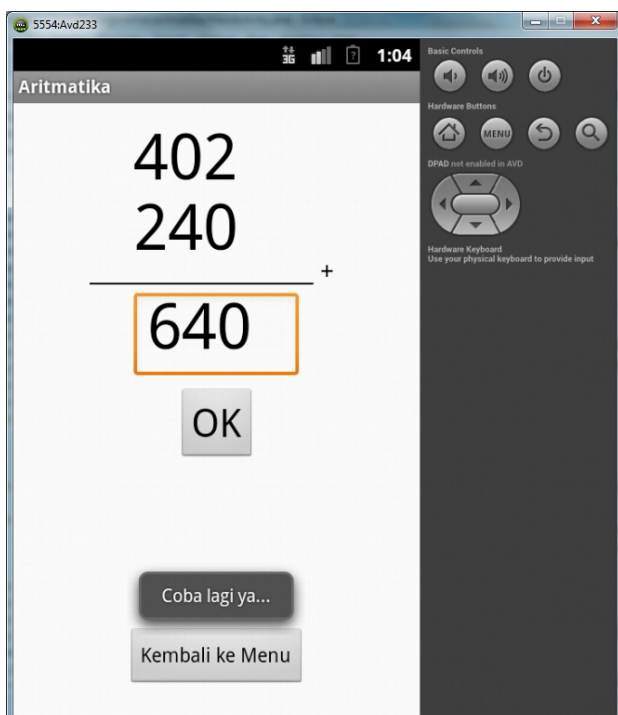 5554:Avd233
3G ? 1:04
Aritmatika
402
240
+
640
OK
Coba lagi ya...
Kembali ke Menu
Basic Controls
Hardware Buttons
MENU
DPAD not enabled in AVD
Hardware Keyboard
Use your physical keyboard to provide input